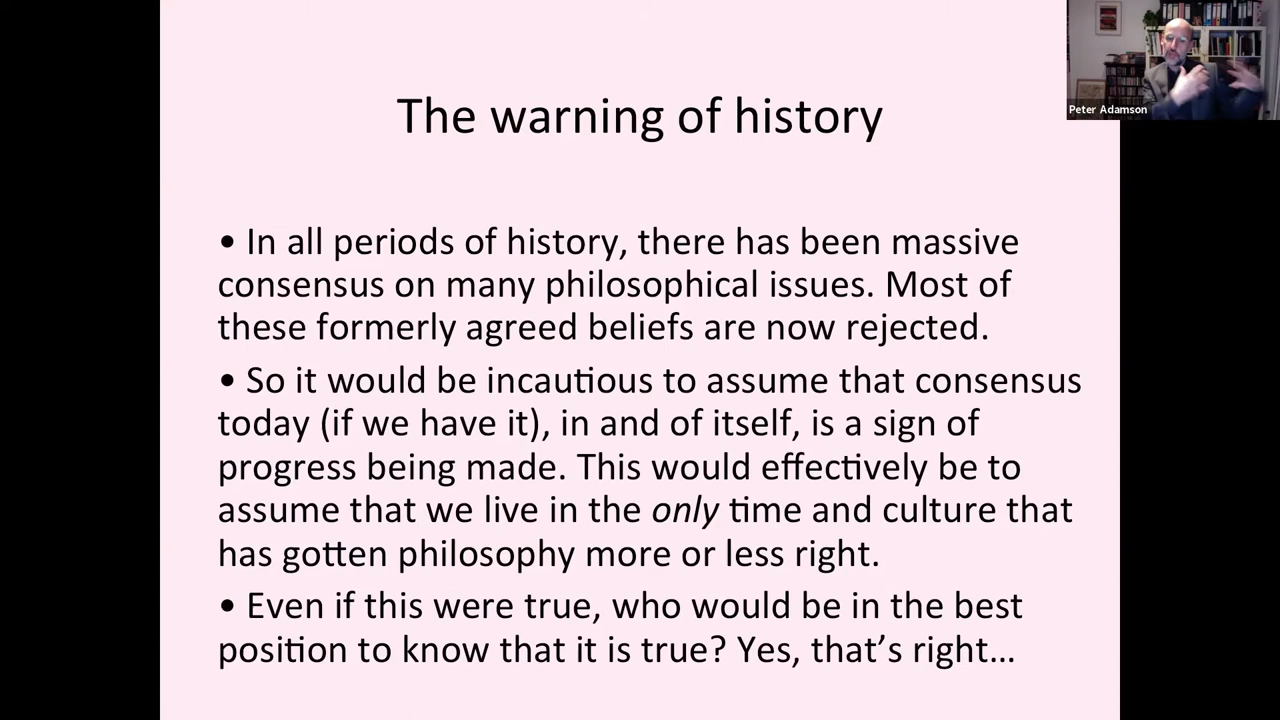 The warning of history
• In all periods of history, there has been massive
consensus on many philosophical issues. Most of
these formerly agreed beliefs are now rejected.
• So it would be incautious to assume that consensus
today (if we have it), in and of itself, is a sign of
progress being made. This would effectively be to
assume that we live in the only time and culture that
has gotten philosophy more or less right.
• Even if this were true, who would be in the best
position to know that it is true? Yes, that’s right…
Peter Adamson